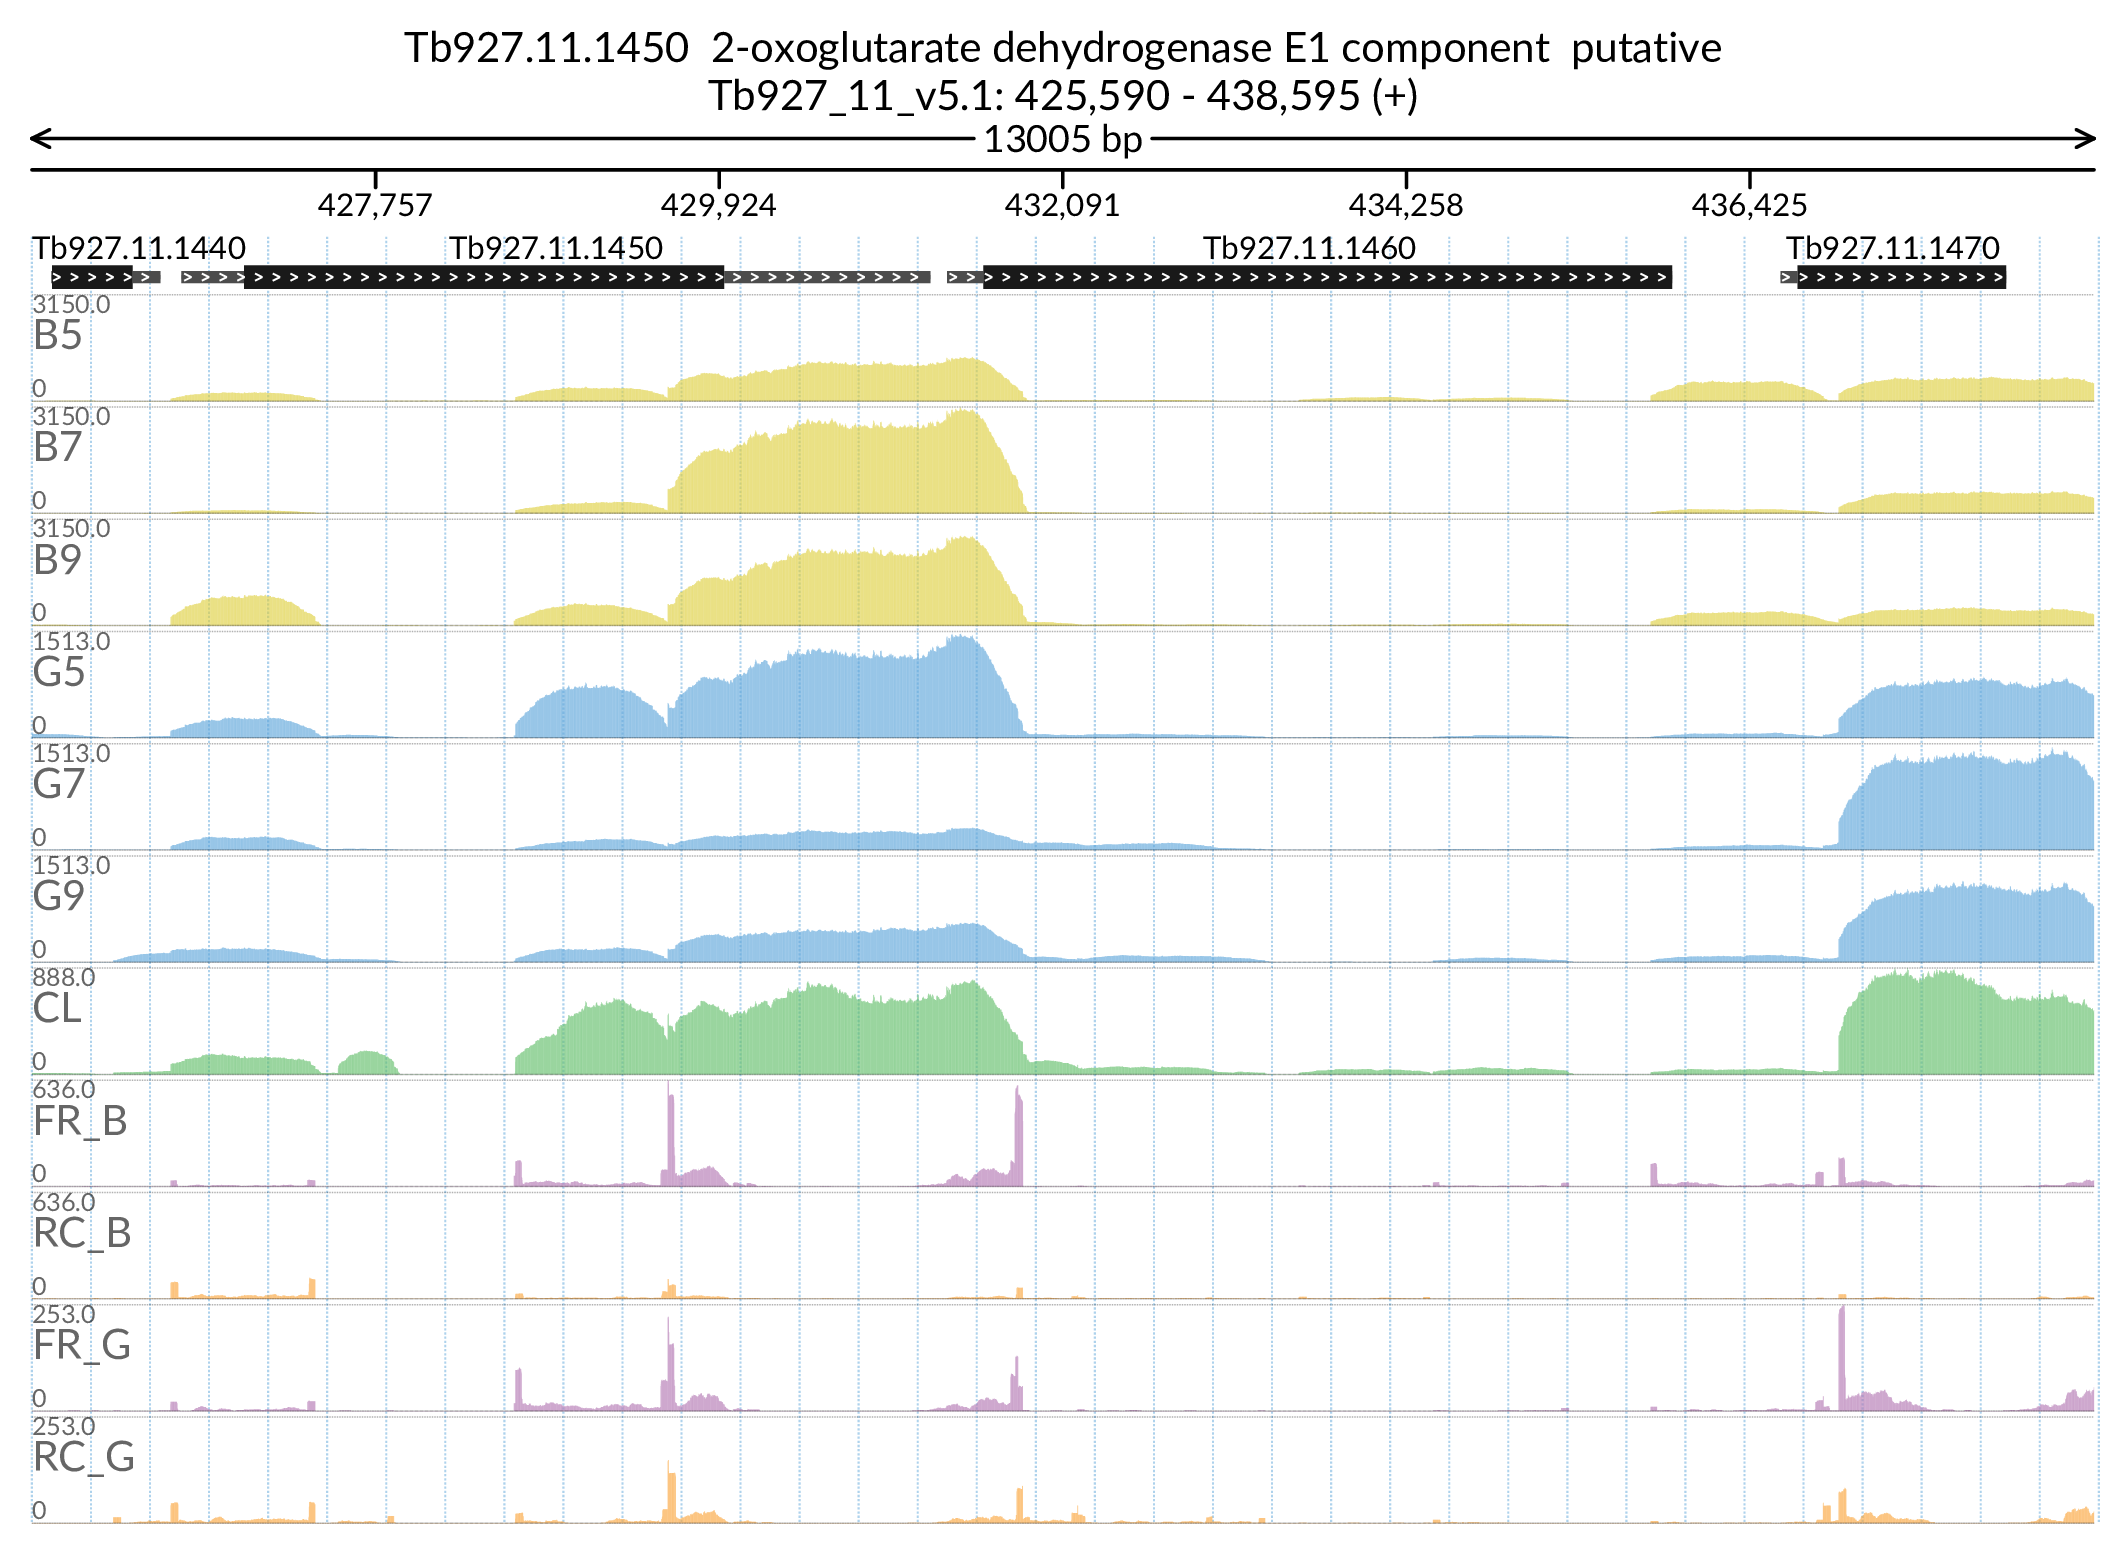 Tb927.11.1450  2-oxoglutarate dehydrogenase E1 component  putative
Tb927_11_v5.1: 425,590 - 438,595 (+)
13005 bp
427,757 429,924 432,091 434,258 436,425
Tb927.11.1440 Tb927.11.1450 Tb927.11.1460 Tb927.11.1470
3150.0
B5
0
3150.0
B7
0
3150.0
B9
0
1513.0
G5
0
1513.0
G7
0
1513.0
G9
0
888.0
CL
0
636.0
FR_B
0
636.0
RC_B
0
253.0
FR_G
0
253.0
RC_G
0